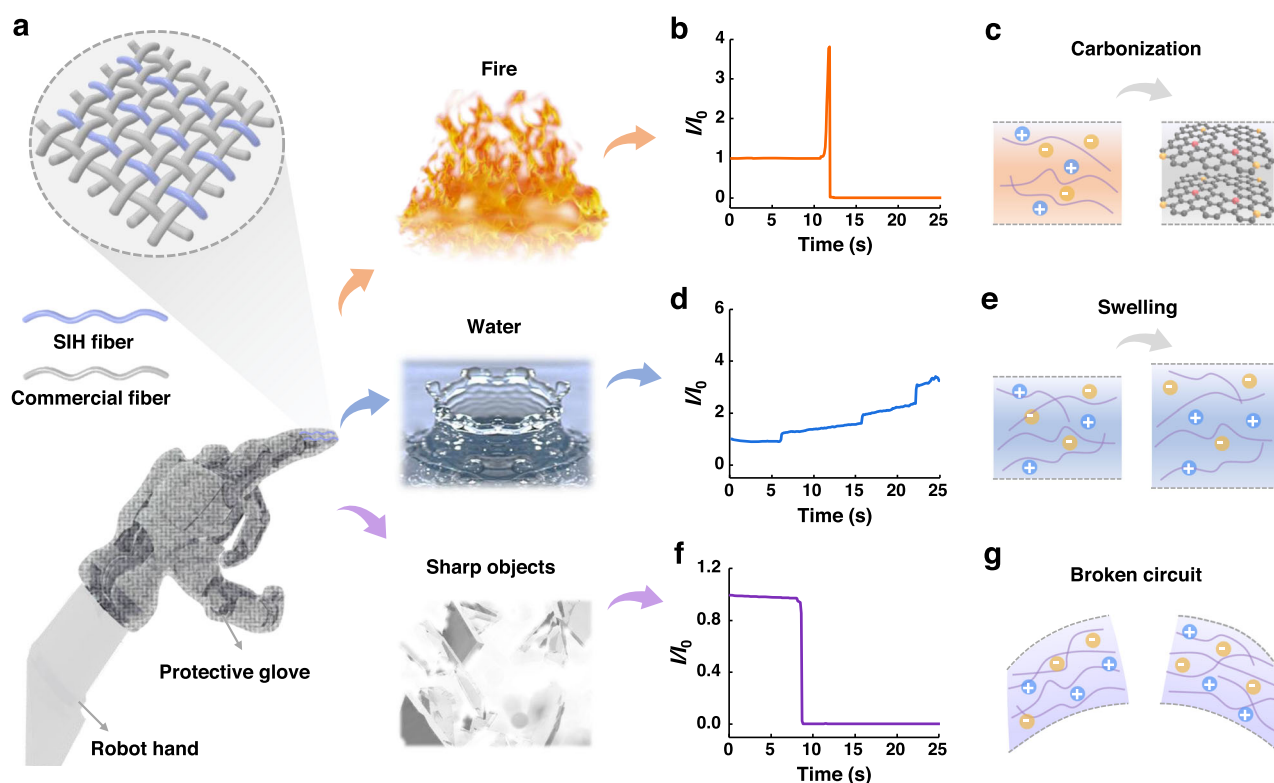 a
SIH fiber
Commercial fiber
Protective glove
Robot hand
Fire
Water
Sharp objects
b
I/I0
4
3
2
1
0
0 5 10 15 20 25
Time (s)
c
Carbonization
+ - -
+
-
+
d
I/I0
6
4
2
0
0 5 10 15 20 25
Time (s)
e
Swelling
+ - - -
- + + +
- -
+ +
f
I/I0
1.2
0.8
0.4
0.0
0 5 10 15 20 25
Time (s)
g
Broken circuit
- +
- + - -
+ + + -
- +